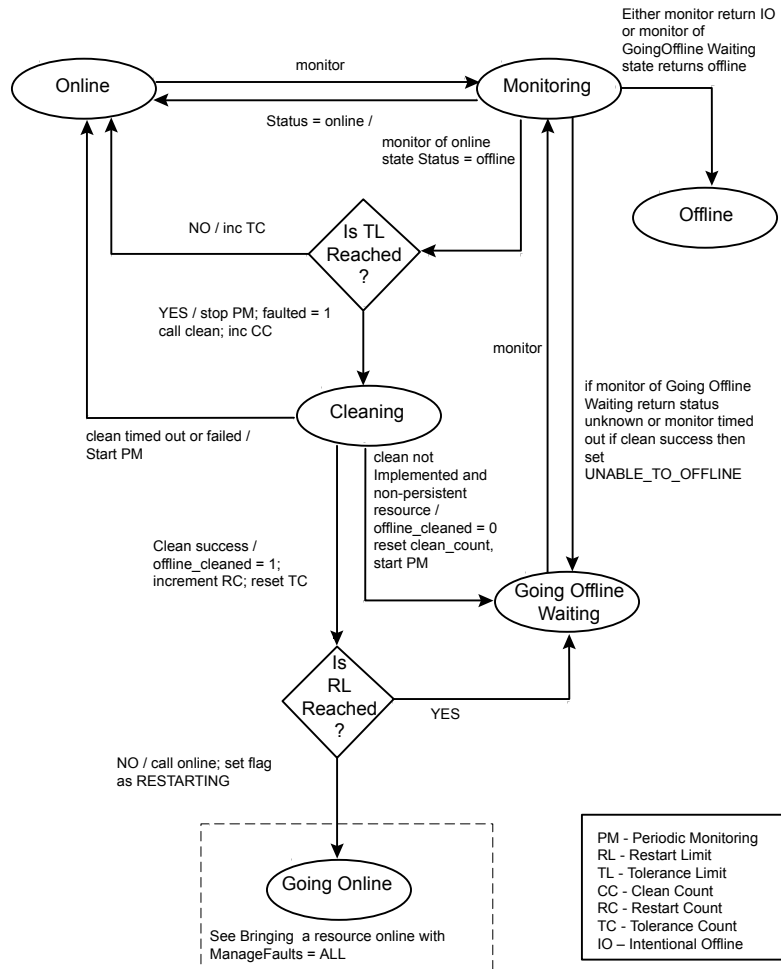 Either monitor return IO
or monitor of
GoingOffline Waiting
state returns offline
Online
monitor
Monitoring
Status = online /
monitor of online
state Status = offline
Offline
NO / inc TC
Is TL
Reached
?
YES / stop PM; faulted = 1
call clean; inc CC
monitor
if monitor of Going Offline
Waiting return status
unknown or monitor timed
out if clean success then
set
UNABLE_TO_OFFLINE
Cleaning
clean timed out or failed /
Start PM
clean not
Implemented and
non-persistent
resource /
offline_cleaned = 0
reset clean_count,
start PM
Clean success /
offline_cleaned = 1;
increment RC; reset TC
Going Offline
Waiting
Is
RL
Reached
?
YES
NO / call online; set flag
as RESTARTING
Going Online
See Bringing a resource online with
ManageFaults = ALL
PM - Periodic Monitoring
RL - Restart Limit
TL - Tolerance Limit
CC - Clean Count
RC - Restart Count
TC - Tolerance Count
IO – Intentional Offline